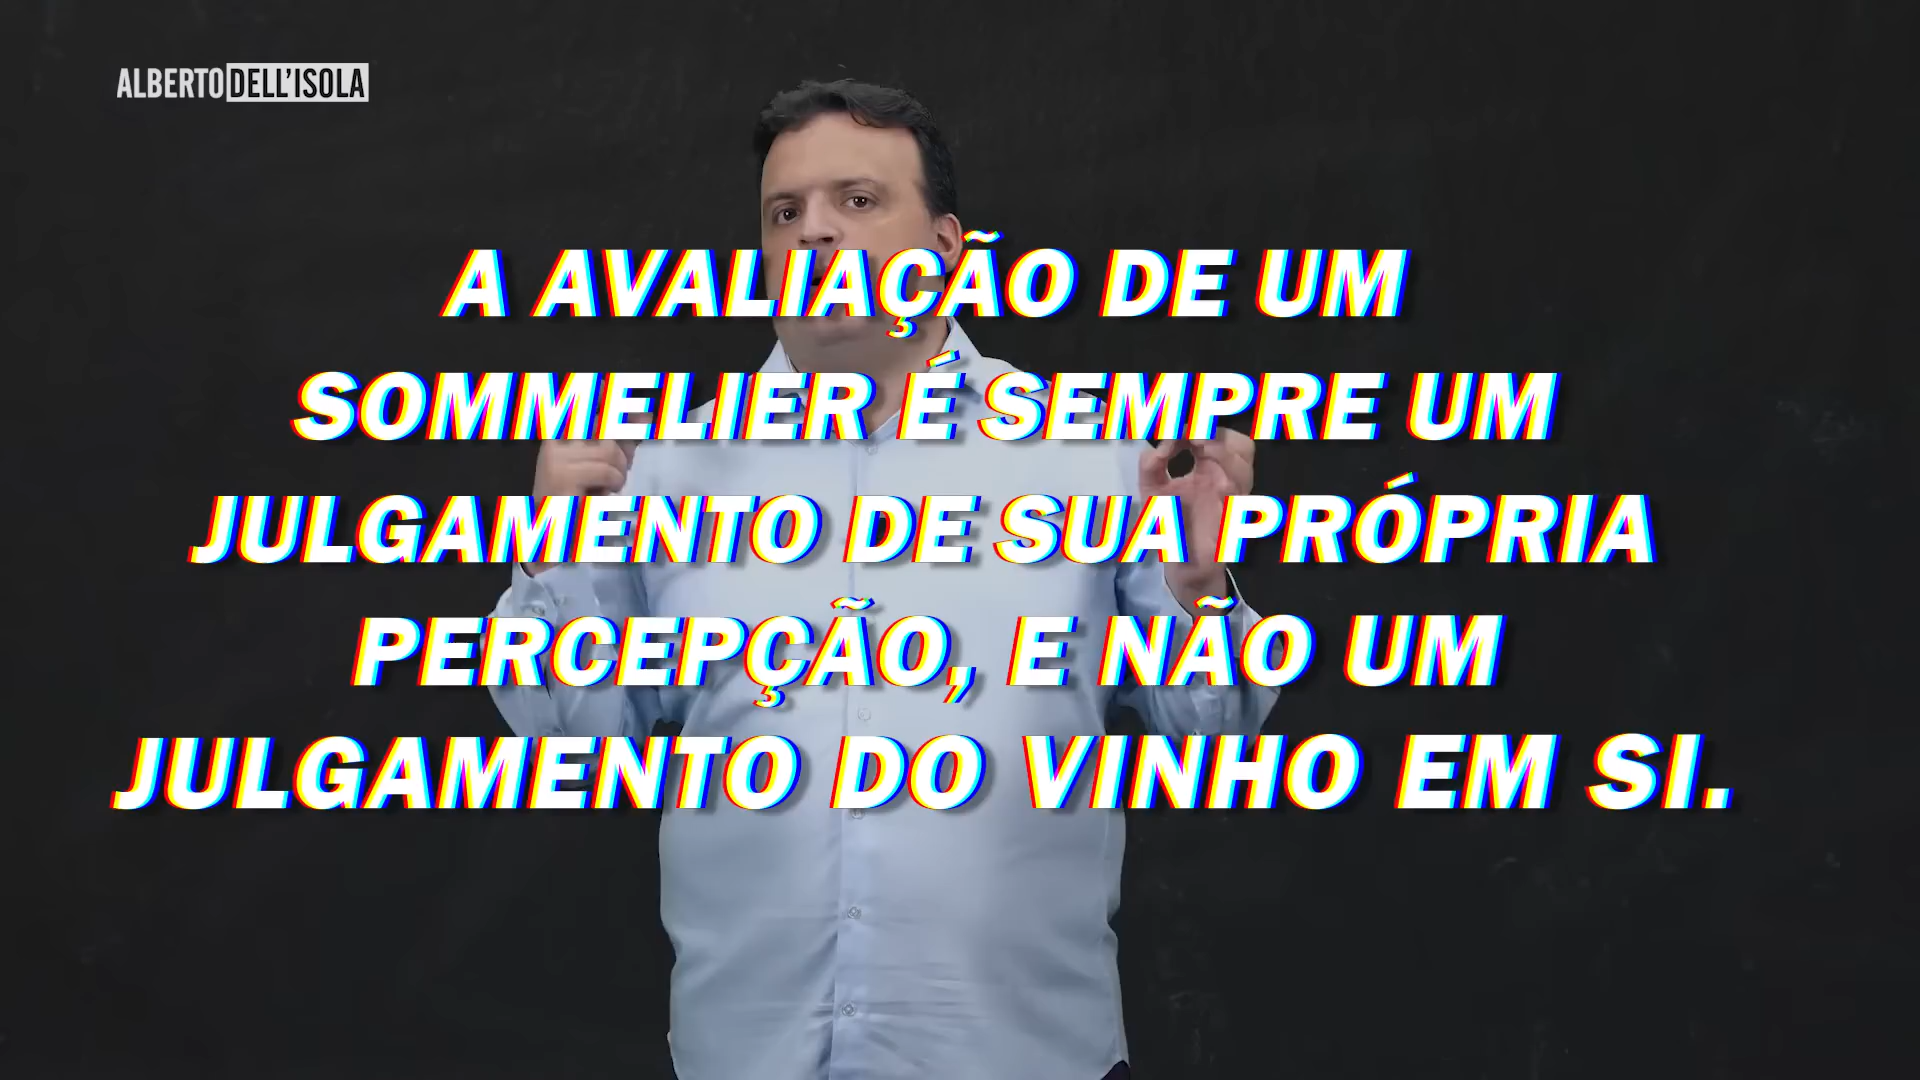 ALBERTO DELL'ISOLA
A AVALIAÇÃO DE UM
SOMMELIER É SEMPRE UM
JULGAMENTO DE SUA PRÓPRIA
PERCEPÇÃO, E NÃO UM
JULGAMENTO DO VINHO EM SI.